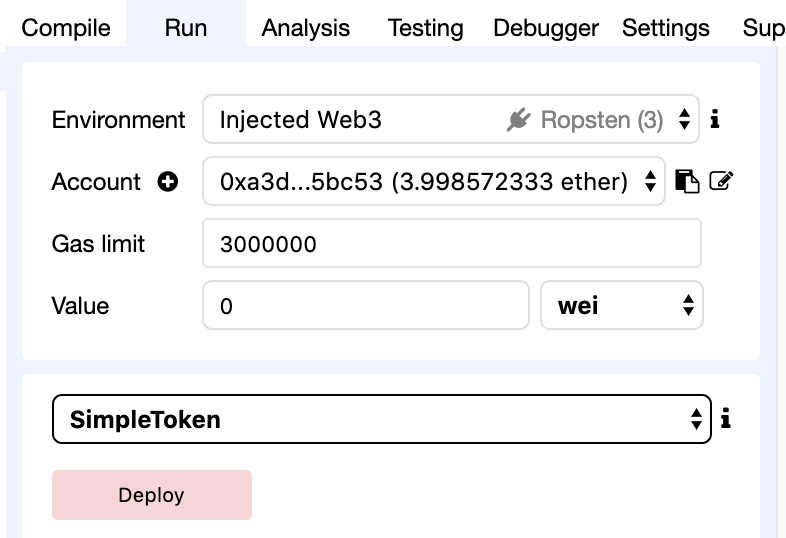 Compile Run Analysis Testing Debugger Settings Sup
Environment Injected Web3 Ropsten (3)
Account 0xa3d...5bc53 (3.998572333 ether)
Gas limit 3000000
Value 0 wei
SimpleToken
Deploy